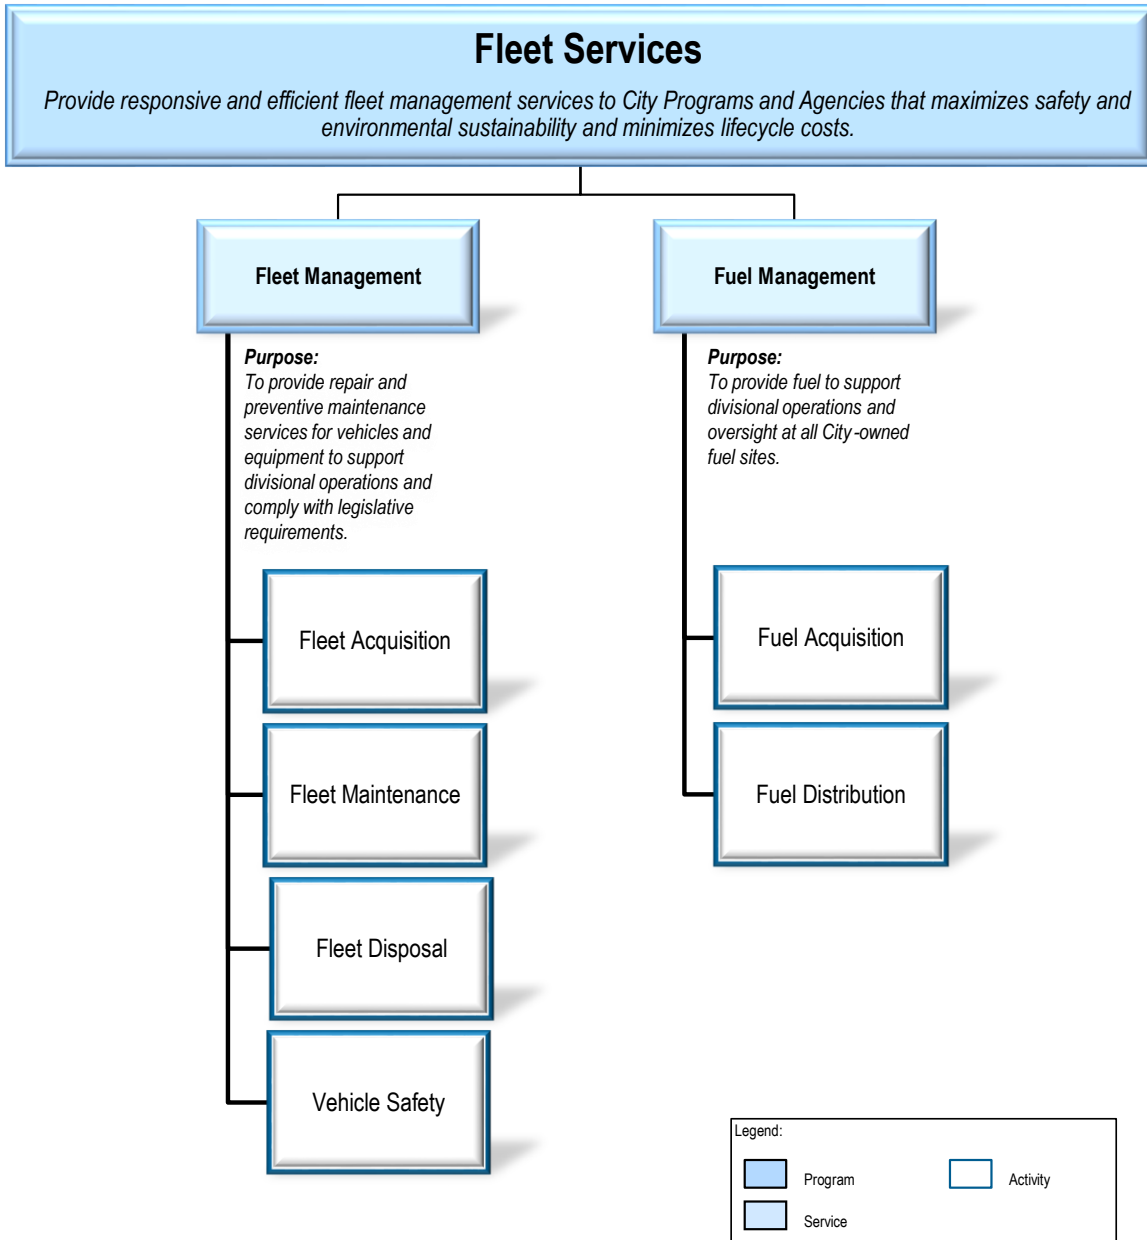 Fleet Services
Provide responsive and efficient fleet management services to City Programs and Agencies that maximizes safety and
environmental sustainability and minimizes lifecycle costs.
Fleet Management
Purpose:
To provide repair and
preventive maintenance
services for vehicles and
equipment to support
divisional operations and
comply with legislative
requirements.
Fleet Acquisition
Fleet Maintenance
Fleet Disposal
Vehicle Safety
Fuel Management
Purpose:
To provide fuel to support
divisional operations and
oversight at all City-owned
fuel sites.
Fuel Acquisition
Fuel Distribution
Legend:
Program
Activity
Service